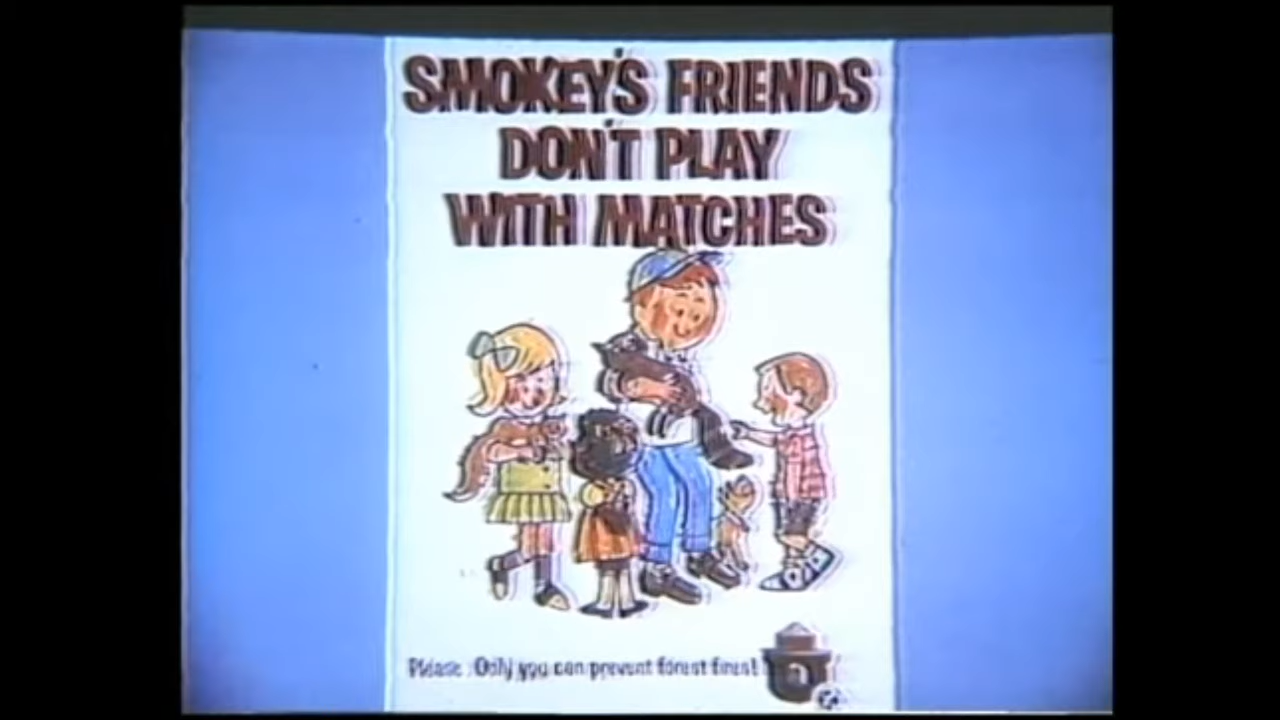 SMOKEY'S FRIENDS
DON'T PLAY
WITH MATCHES
Please. Only you can prevent forest fires!